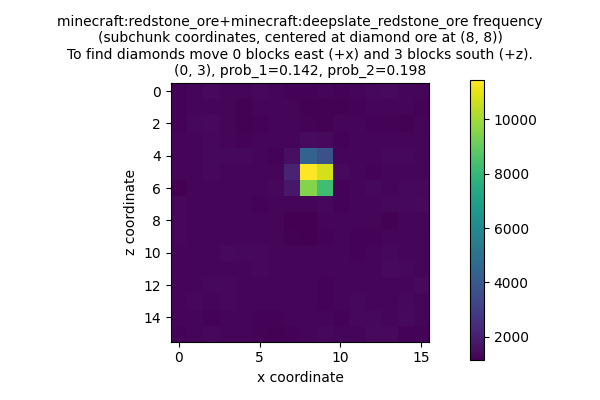 minecraft:redstone_ore+minecraft:deepslate_redstone_ore frequency
(subchunk coordinates, centered at diamond ore at (8, 8))
To find diamonds move 0 blocks east (+x) and 3 blocks south (+z).
(0, 3), prob_1=0.142, prob_2=0.198
0
2
4
6
8
10
12
14
z coordinate
0
5
10
15
x coordinate
10000
8000
6000
4000
2000